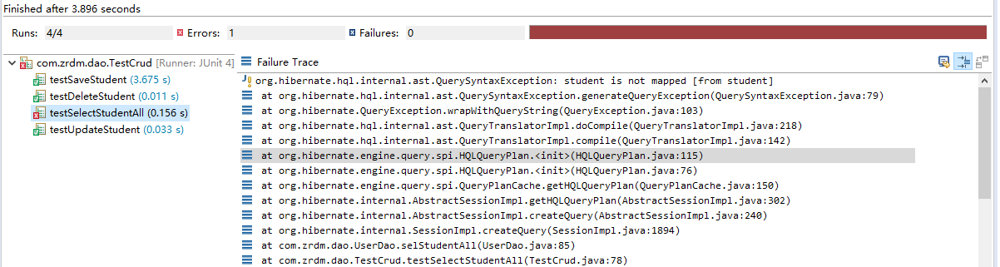 Finished after 3.896 seconds
Runs: 4/4 Errors: 1 Failures: 0
com.zrdm.dao.TestCrud [Runner: JUnit 4]
testSaveStudent (3.675 s)
testDeleteStudent (0.011 s)
testSelectStudentAll (0.156 s)
testUpdateStudent (0.033 s)
Failure Trace
org.hibernate.hql.internal.ast.QuerySyntaxException: student is not mapped [from student]
at org.hibernate.hql.internal.ast.QuerySyntaxException.generateQueryException(QuerySyntaxException.java:79)
at org.hibernate.QueryException.wrapWithQueryString(QueryException.java:103)
at org.hibernate.hql.internal.ast.QueryTranslatorImpl.doCompile(QueryTranslatorImpl.java:218)
at org.hibernate.hql.internal.ast.QueryTranslatorImpl.compile(QueryTranslatorImpl.java:142)
at org.hibernate.engine.query.spi.HQLQueryPlan.<init>(HQLQueryPlan.java:115)
at org.hibernate.engine.query.spi.HQLQueryPlan.<init>(HQLQueryPlan.java:76)
at org.hibernate.engine.query.spi.QueryPlanCache.getHQLQueryPlan(QueryPlanCache.java:150)
at org.hibernate.internal.AbstractSessionImpl.getHQLQueryPlan(AbstractSessionImpl.java:302)
at org.hibernate.internal.AbstractSessionImpl.createQuery(AbstractSessionImpl.java:240)
at org.hibernate.internal.SessionImpl.createQuery(SessionImpl.java:1894)
at com.zrdm.dao.UserDao.selStudentAll(UserDao.java:85)
at com.zrdm.dao.TestCrud.testSelectStudentAll(TestCrud.java:78)